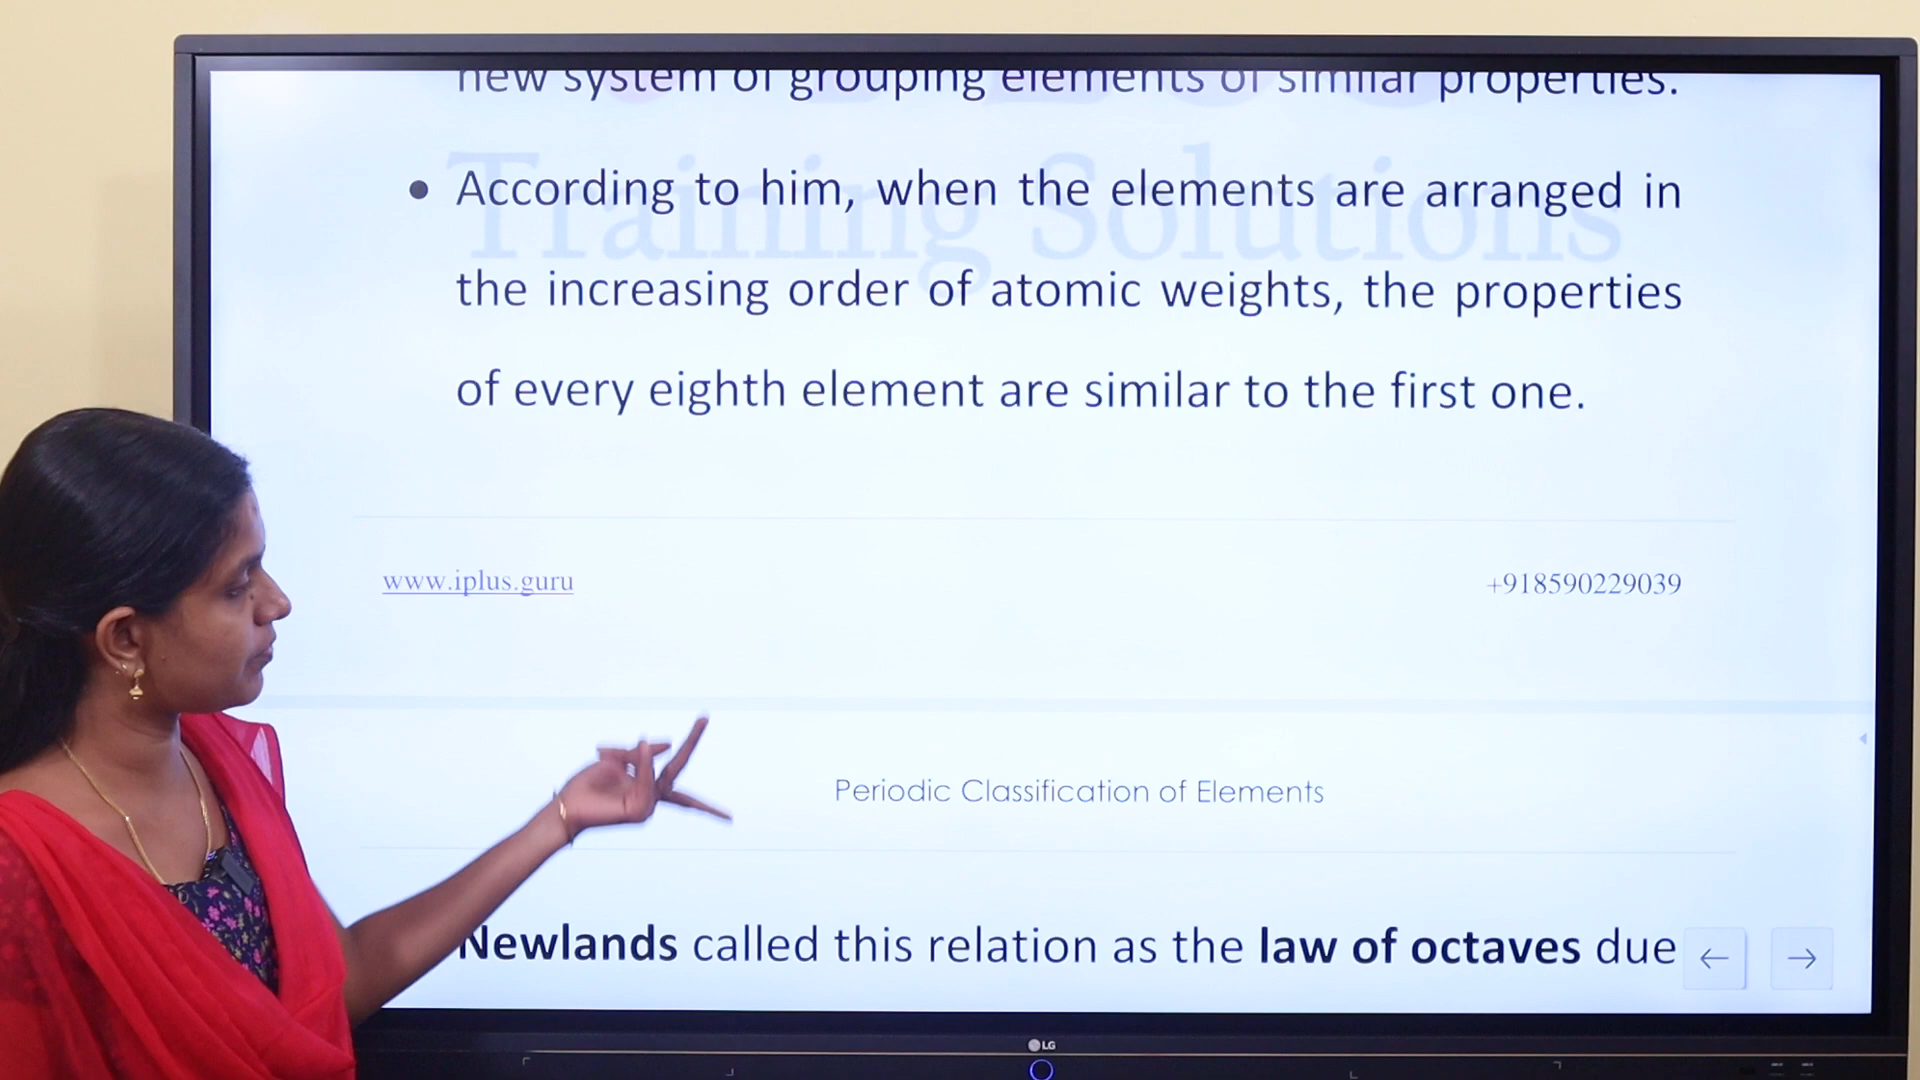 new system of grouping elements of similar properties.
Training Solutions
• According to him, when the elements are arranged in
the increasing order of atomic weights, the properties
of every eighth element are similar to the first one.
www.iplus.guru
+918590229039
Periodic Classification of Elements
Newlands called this relation as the law of octaves due
LG